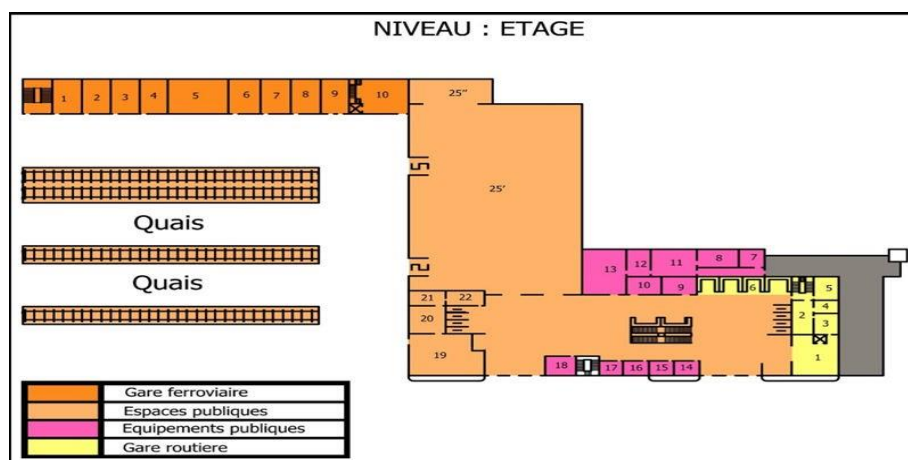 NIVEAU : ETAGE
25"
1 2 3 4 5 6 7 8 9 10
25'
Quais
Quais
13 12 11 8 7
10 9 6 5
21 22 2 4
20 3
19 1
18 17 16 15 14
Gare ferroviaire
Espaces publiques
Equipements publiques
Gare routiere